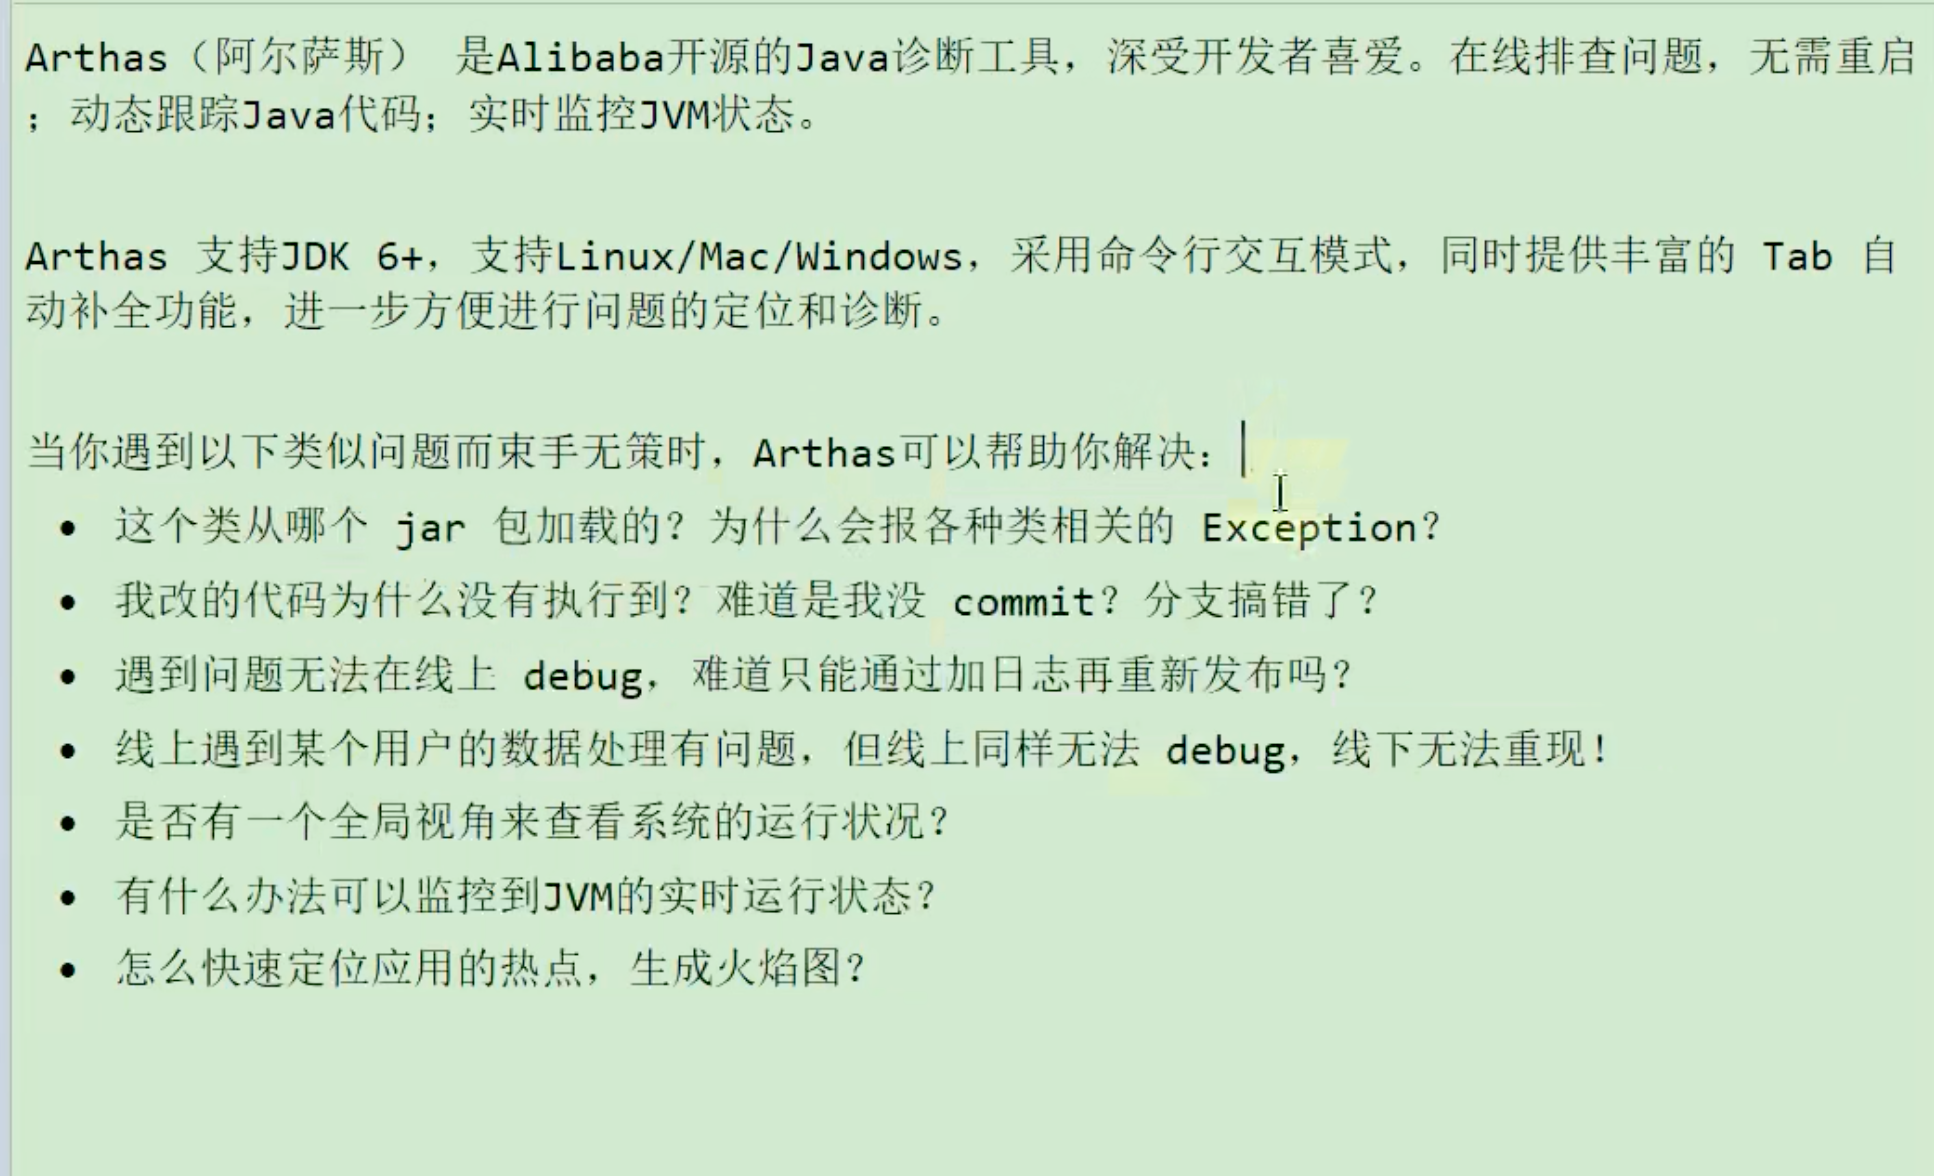 Arthas（阿尔萨斯） 是Alibaba开源的Java诊断工具，深受开发者喜爱。在线排查问题，无需重启
；动态跟踪Java代码；实时监控JVM状态。
Arthas 支持JDK 6+，支持Linux/Mac/Windows，采用命令行交互模式，同时提供丰富的 Tab 自
动补全功能，进一步方便进行问题的定位和诊断。
当你遇到以下类似问题而束手无策时，Arthas可以帮助你解决：
• 这个类从哪个 jar 包加载的？为什么会报各种类相关的 Exception？
• 我改的代码为什么没有执行到？难道是我没 commit？分支搞错了？
• 遇到问题无法在线上 debug，难道只能通过加日志再重新发布吗？
• 线上遇到某个用户的数据处理有问题，但线上同样无法 debug，线下无法重现！
• 是否有一个全局视角来查看系统的运行状况？
• 有什么办法可以监控到JVM的实时运行状态？
• 怎么快速定位应用的热点，生成火焰图？